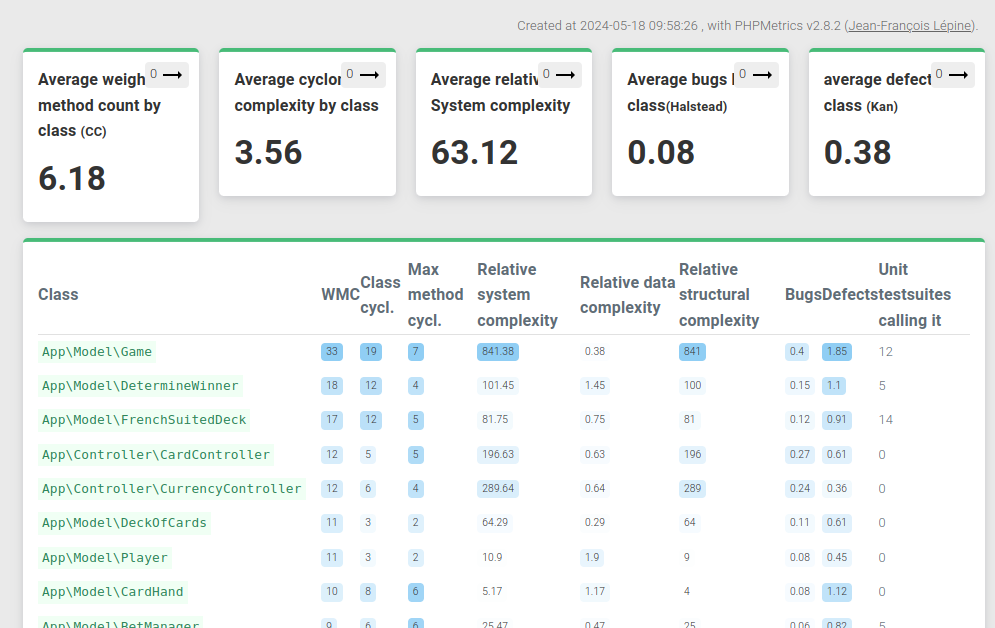 Created at 2024-05-18 09:58:26 , with PHPMetrics v2.8.2 (Jean-François Lépine).
Average weigh 0 →
method count by
class (CC)
6.18
Average cyclo 0 →
complexity by class
3.56
Average relativ 0 →
System complexity
63.12
Average bugs 0 →
class(Halstead)
0.08
average defect 0 →
class (Kan)
0.38
Class WMC Class cycl. Max method cycl. Relative system complexity Relative data complexity Relative structural complexity Bugs Defects Unit testsuites calling it
App\Model\Game 33 19 7 841.38 0.38 841 0.4 1.85 12
App\Model\DetermineWinner 18 12 4 101.45 1.45 100 0.15 1.1 5
App\Model\FrenchSuitedDeck 17 12 5 81.75 0.75 81 0.12 0.91 14
App\Controller\CardController 12 5 5 196.63 0.63 196 0.27 0.61 0
App\Controller\CurrencyController 12 6 4 289.64 0.64 289 0.24 0.36 0
App\Model\DeckOfCards 11 3 2 64.29 0.29 64 0.11 0.61 0
App\Model\Player 11 3 2 10.9 1.9 9 0.08 0.45 0
App\Model\CardHand 10 8 6 5.17 1.17 4 0.08 1.12 0
App\Model\BetManager 9 6 6 25.47 0.47 25 0.06 0.82 5